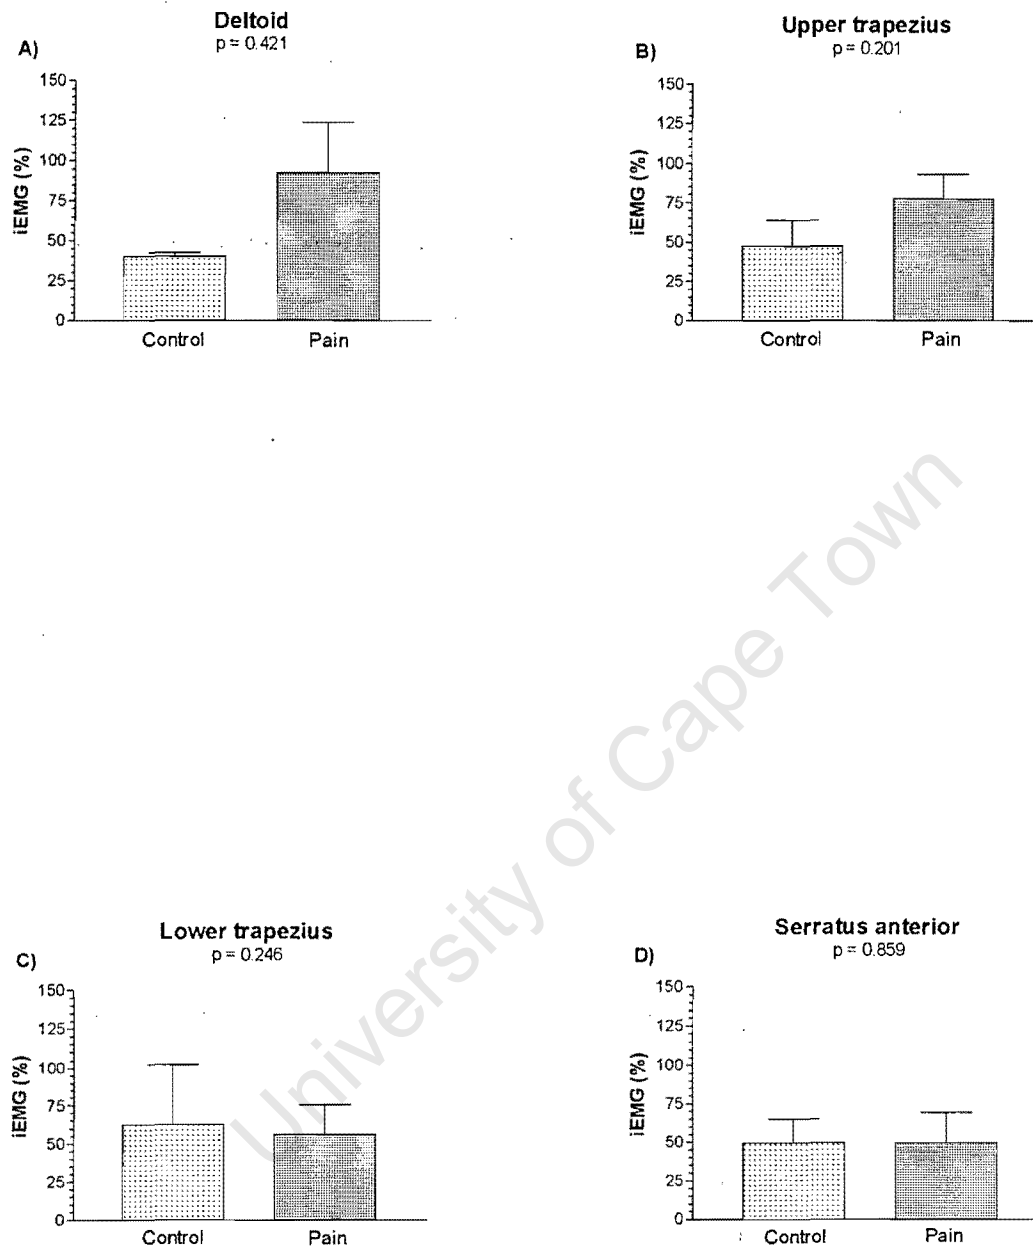 Deltoid
A)
p = 0.421
150
125
100
75
50
25
0
iEMG (%)
Control Pain
Upper trapezius
B)
p = 0.201
150
125
100
75
50
25
0
iEMG (%)
Control Pain
University of Cape Town
Lower trapezius
C)
p = 0.246
150
125
100
75
50
25
0
iEMG (%)
Control Pain
Serratus anterior
D)
p = 0.859
150
125
100
75
50
25
0
iEMG (%)
Control Pain